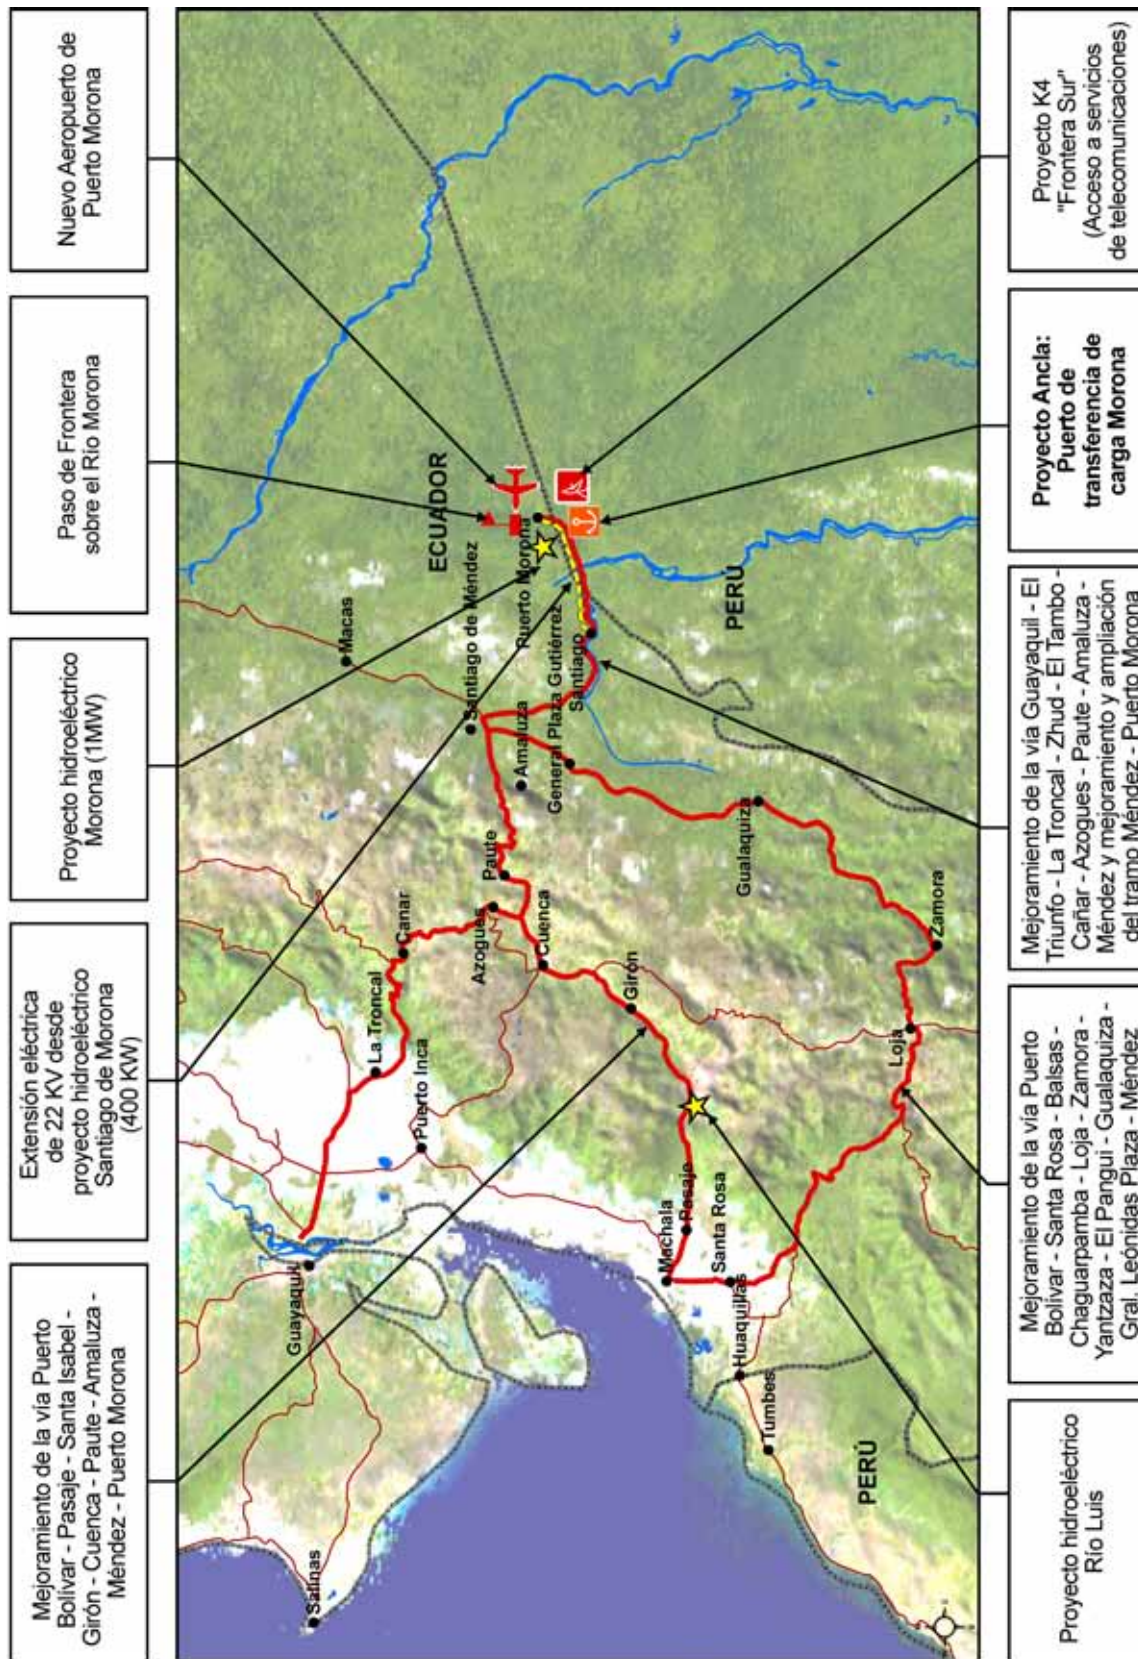 Mejoramiento de la vía Puerto
Bolívar - Pasaje - Santa Isabel -
Girón - Cuenca - Paute - Amaluza -
Méndez - Puerto Morona
Extensión eléctrica
de 22 KV desde
proyecto hidroeléctrico
Santiago de Morona
(400 KW)
Proyecto hidroeléctrico
Morona (1MW)
Paso de Frontera
sobre el Río Morona
Nuevo Aeropuerto de
Puerto Morona
Salinas
Guayaquil
La Troncal
Puerto Inca
Cañar
Azogues
Paute
Cuenca
Girón
Macas
Santiago de Méndez
Amaluza
General Plaza Gutiérrez
Santiago
Puerto Morona
ECUADOR
PERÚ
Gualaquiza
Zamora
Loja
Machala
Pasaje
Santa Rosa
Huaquillas
Tumbes
PERÚ
Proyecto hidroeléctrico
Río Luis
Mejoramiento de la vía Puerto
Bolívar - Santa Rosa - Balsas -
Chaguarpamba - Loja - Zamora -
Yantzaza - El Pangui - Gualaquiza -
Gral. Leónidas Plaza - Méndez
Mejoramiento de la vía Guayaquil - El
Triunfo - La Troncal - Zhud - El Tambo -
Cañar - Azogues - Paute - Amaluza -
Méndez y mejoramiento y ampliación
del tramo Méndez - Puerto Morona
Proyecto Ancla:
Puerto de
transferencia de
carga Morona
Proyecto K4
"Frontera Sur"
(Acceso a servicios
de telecomunicaciones)